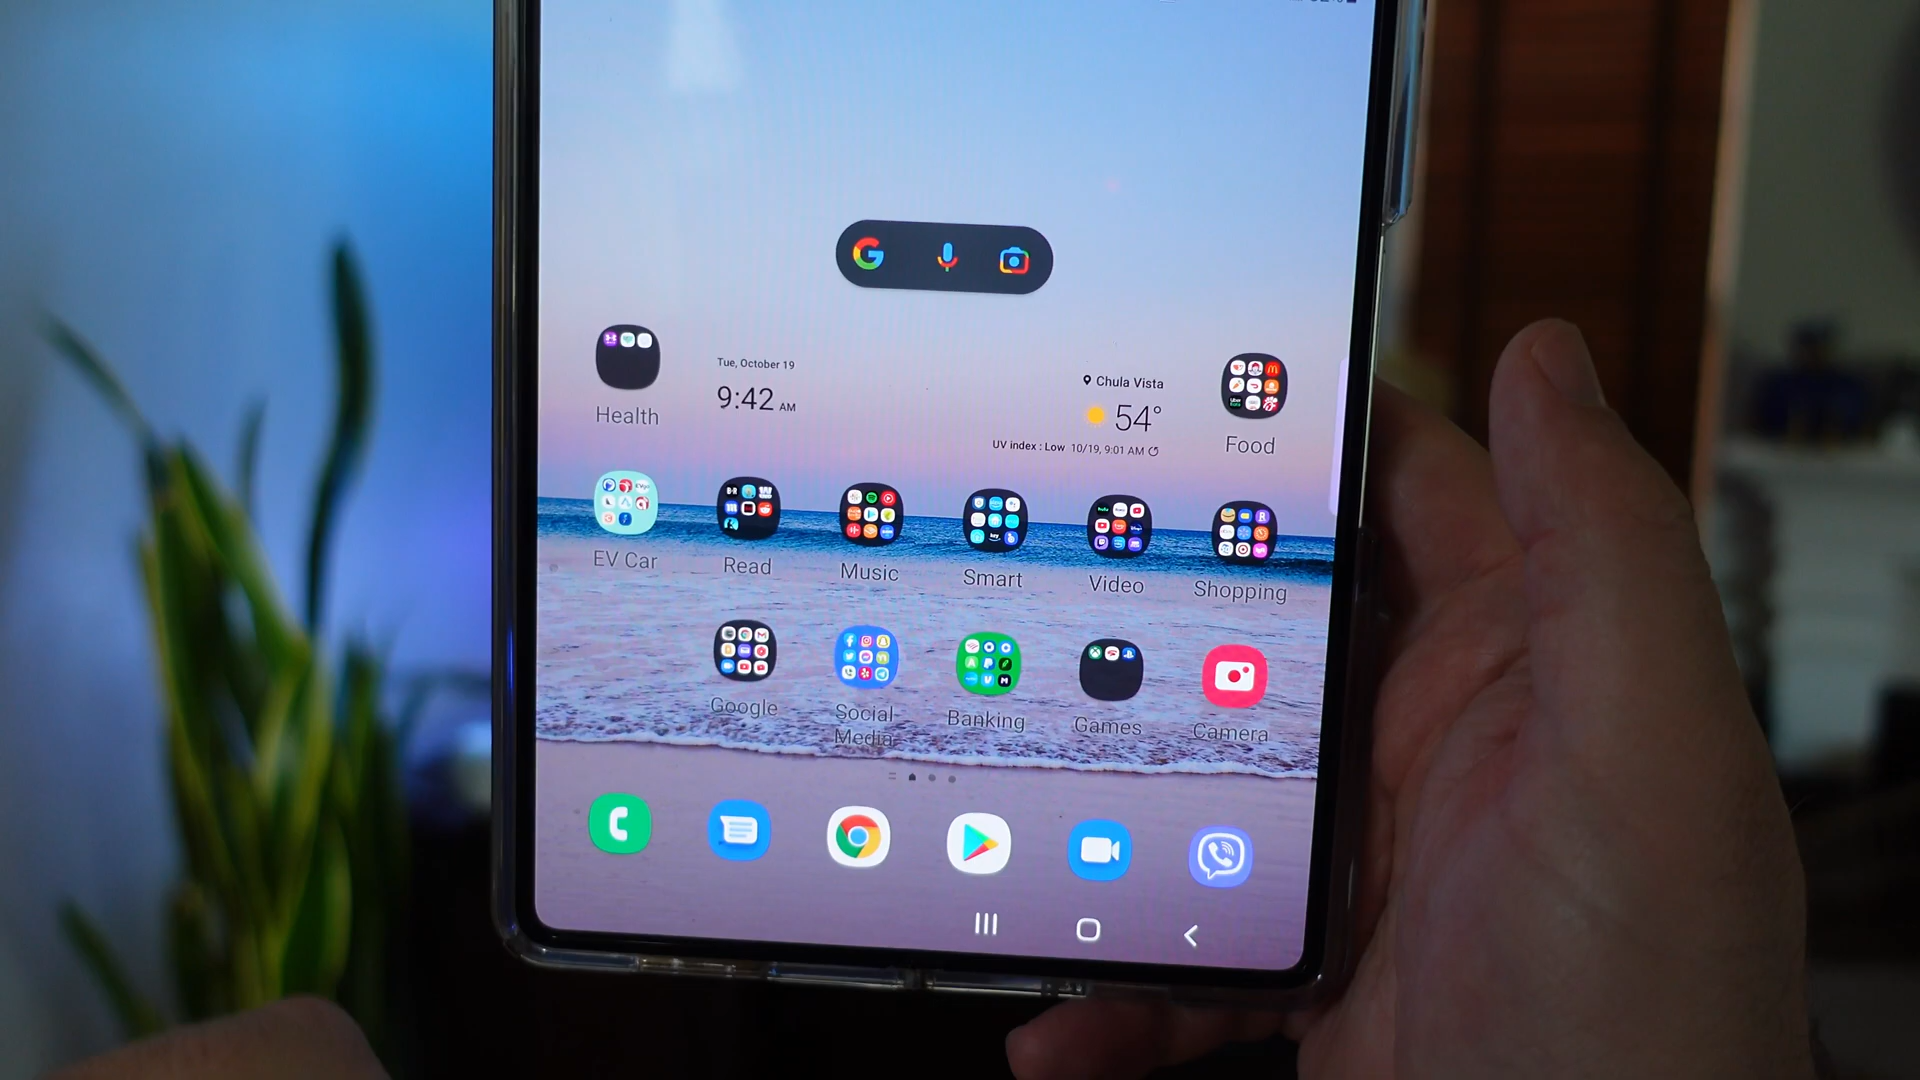 Tue, October 19
9:42 AM
Chula Vista
54°
UV index : Low 10/19, 9:01 AM
Health
Food
EV Car
Read
Music
Smart
Video
Shopping
Google
Social
Media
Banking
Games
Camera